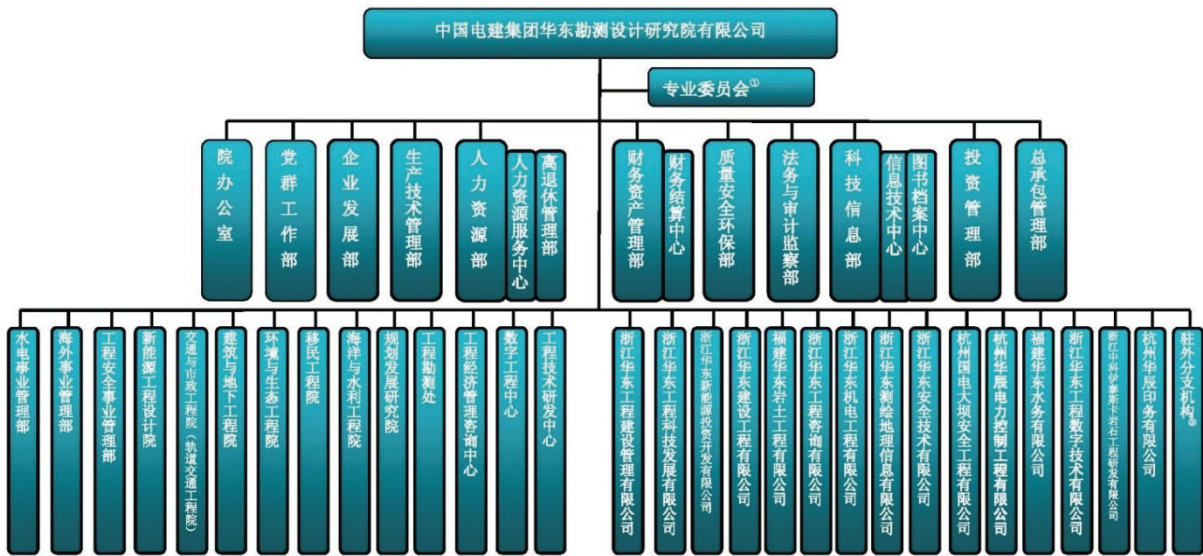 中国电建集团华东勘测设计研究院有限公司
专业委员会①
院办公室
党群工作部
企业发展部
生产技术管理部
人力资源部
人力资源服务中心
离退休管理部
财务资产管理部
财务结算中心
质量安全环保部
法务与审计监察部
科技信息部
信息技术中心
图书档案中心
投资管理部
总承包管理部
水电事业管理部
海外事业管理部
工程安全事业管理部
新能源工程设计院
交通与市政工程院（轨道交通工程院）
建筑与地下工程院
环境与生态工程院
移民工程院
海洋与水利工程院
规划发展研究院
工程勘测处
工程经济管理咨询中心
数字工程中心
工程技术研发中心
浙江华东工程建设管理有限公司
浙江华东工程科技发展有限公司
浙江华东新能源投资开发有限公司
浙江华东建设工程有限公司
福建华东岩土工程有限公司
浙江华东工程咨询有限公司
浙江华东机电工程有限公司
浙江华东测绘地理信息有限公司
浙江华东工程安全技术有限公司
杭州国电大坝安全工程有限公司
杭州华辰电力控制工程有限公司
福建华东水务有限公司
浙江华东工程数字技术有限公司
浙江中科伊泰斯卡岩石工程研发有限公司
杭州华辰印务有限公司
驻外分支机构